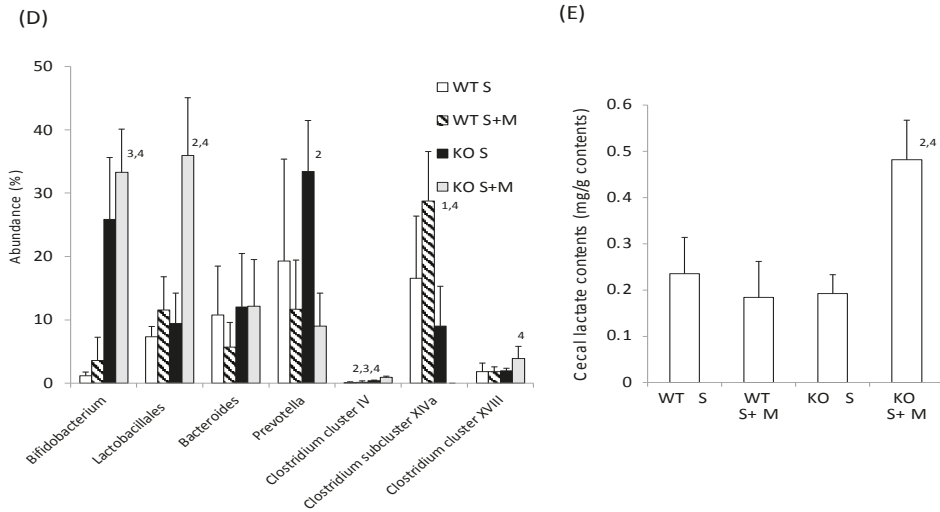 (D)
Abundance (%)
50
40
30
20
10
0
WT S
WT S+M
KO S
KO S+M
3,4
2,4
2
2,3,4
1,4
4
Bifidobacterium
Lactobacillales
Bacteroides
Prevotella
Clostridium cluster IV
Clostridium subcluster XIVa
Clostridium cluster XVIII
(E)
Cecal lactate contents (mg/g contents)
0.6
0.5
0.4
0.3
0.2
0.1
0
2,4
WT S
WT S+M
KO S
KO S+M